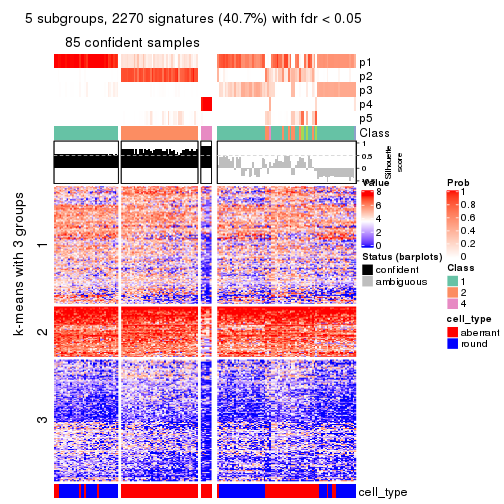 5 subgroups, 2270 signatures (40.7%) with fdr < 0.05
85 confident samples
p1
p2
p3
p4
p5
Class
1
0.5
0
Silhouette
score
k-means with 3 groups
1
2
3
cell_type
Value
8
6
4
2
0
Status (barplots)
confident
ambiguous
Prob
1
0.8
0.6
0.4
0.2
0
Class
1
2
4
cell_type
aberrant
round